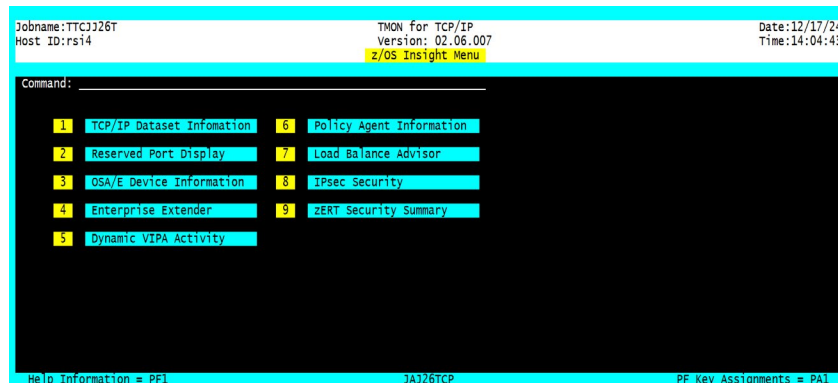 Jobname:TTCJJ26T TMON for TCP/IP Date:12/17/24
Host ID:rsi4 Version: 02.06.007 Time:14:04:43
z/OS Insight Menu
Command:
1 TCP/IP Dataset Infomation 6 Policy Agent Information
2 Reserved Port Display 7 Load Balance Advisor
3 OSA/E Device Information 8 IPsec Security
4 Enterprise Extender 9 zERT Security Summary
5 Dynamic VIPA Activity
Help Information = PF1 JAJ26TCP PF Key Assignments = PA1